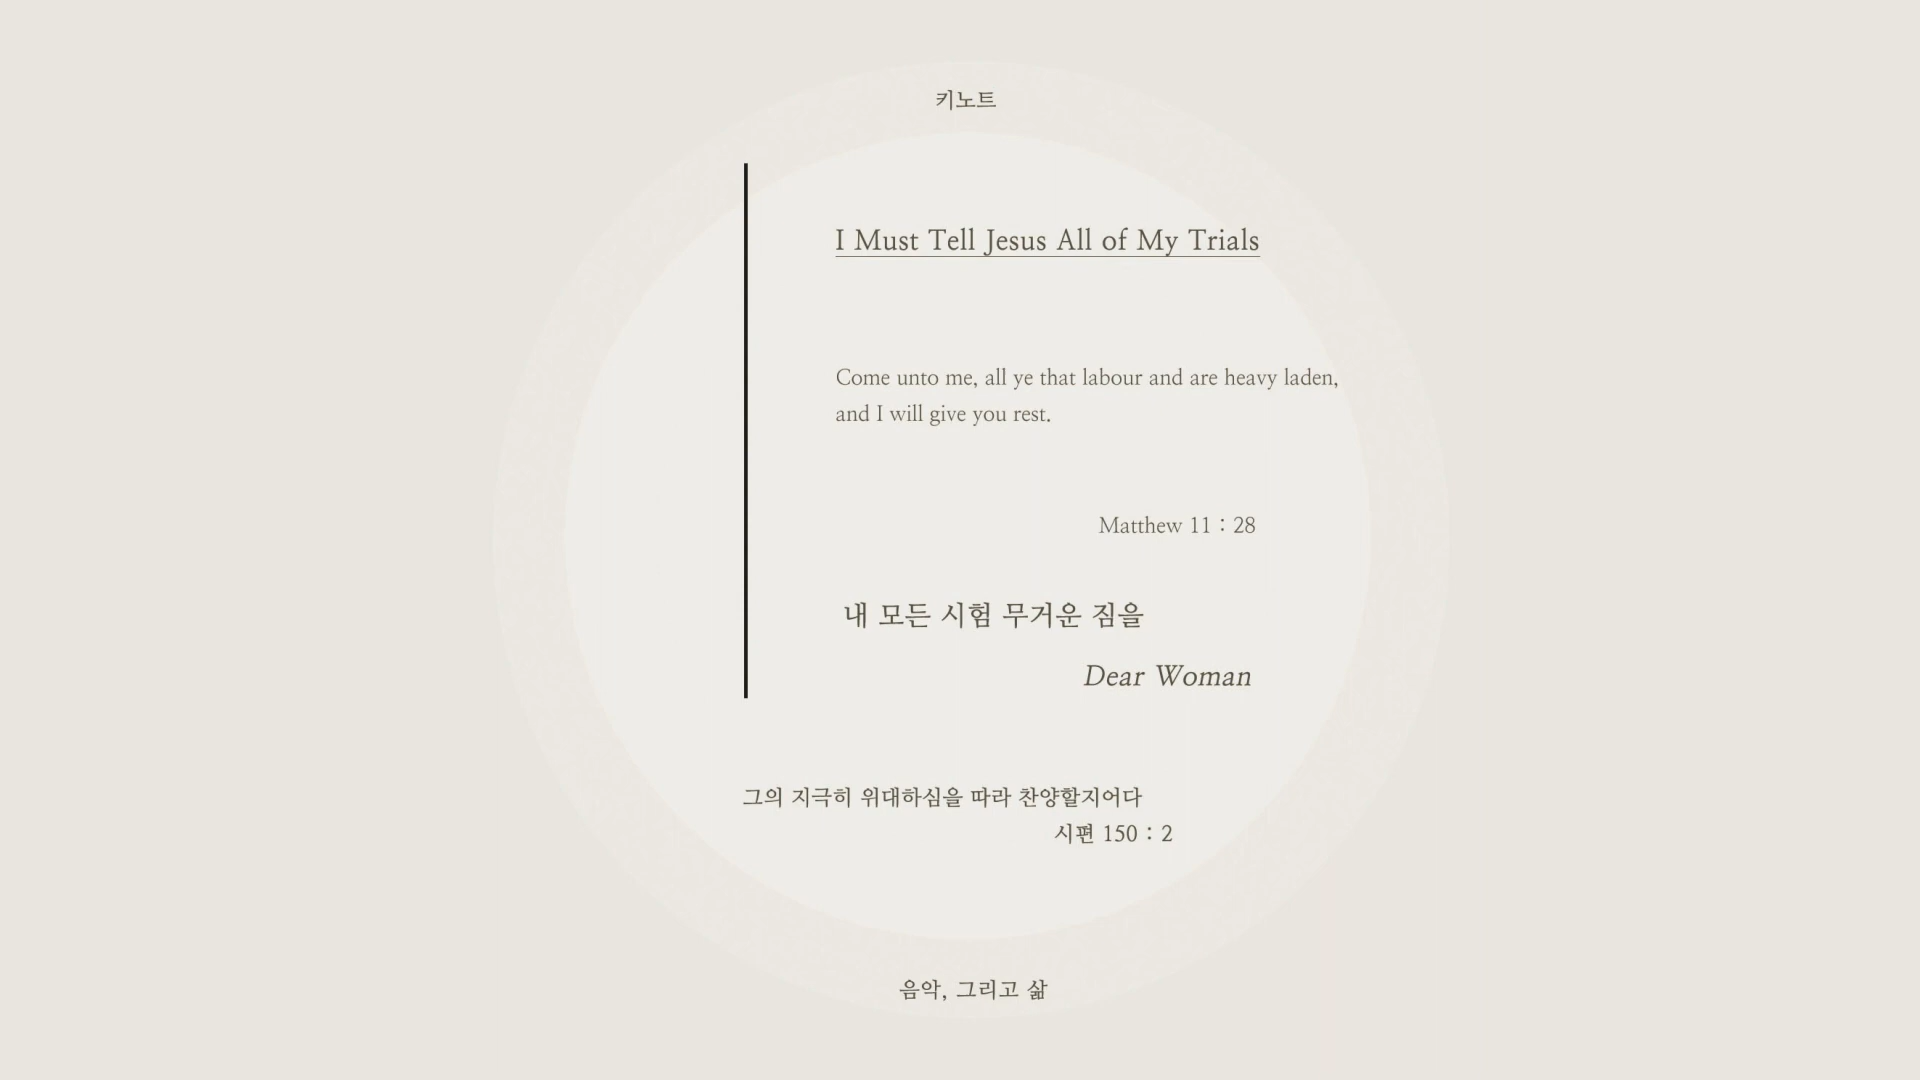 키노트
I Must Tell Jesus All of My Trials
Come unto me, all ye that labour and are heavy laden,
and I will give you rest.
Matthew 11 : 28
내 모든 시험 무거운 짐을
Dear Woman
그의 지극히 위대하심을 따라 찬양할지어다
시편 150 : 2
음악, 그리고 삶